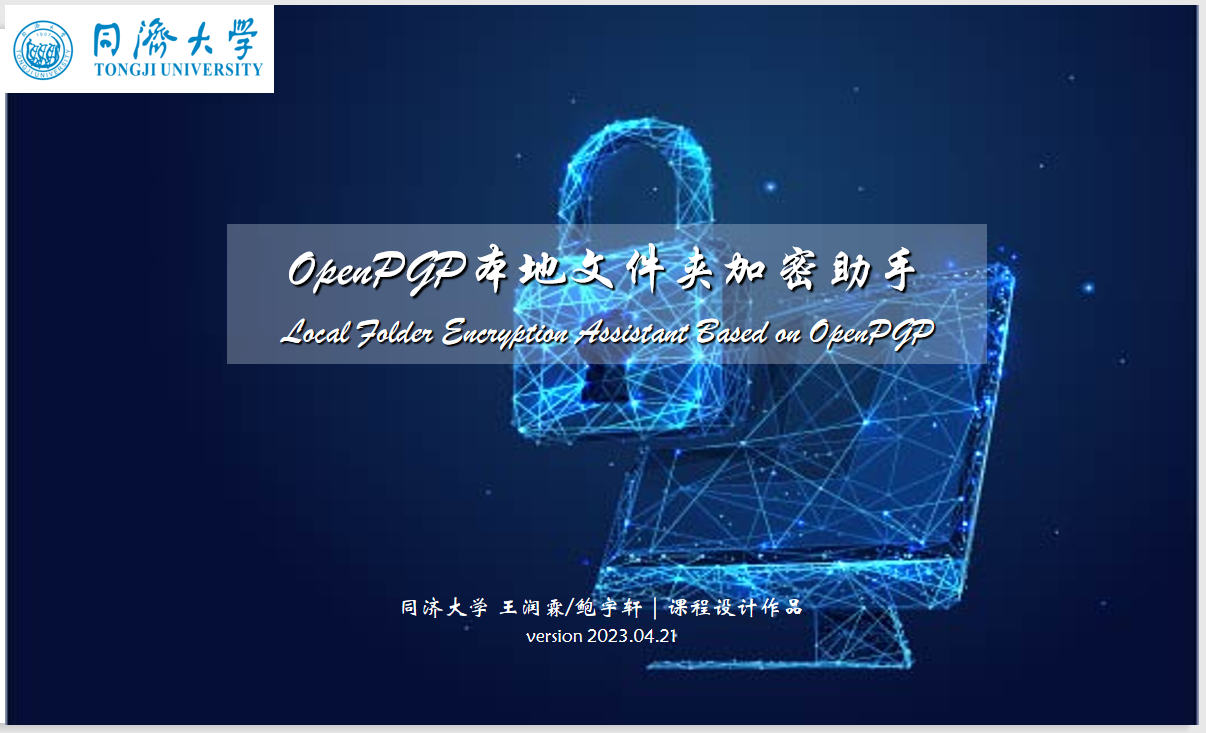 同濟大学
TONGJI UNIVERSITY
OpenPGP本地文件夹加密助手
Local Folder Encryption Assistant Based on OpenPGP
同济大学 王润霖/鲍宇轩 | 课程设计作品
version 2023.04.21